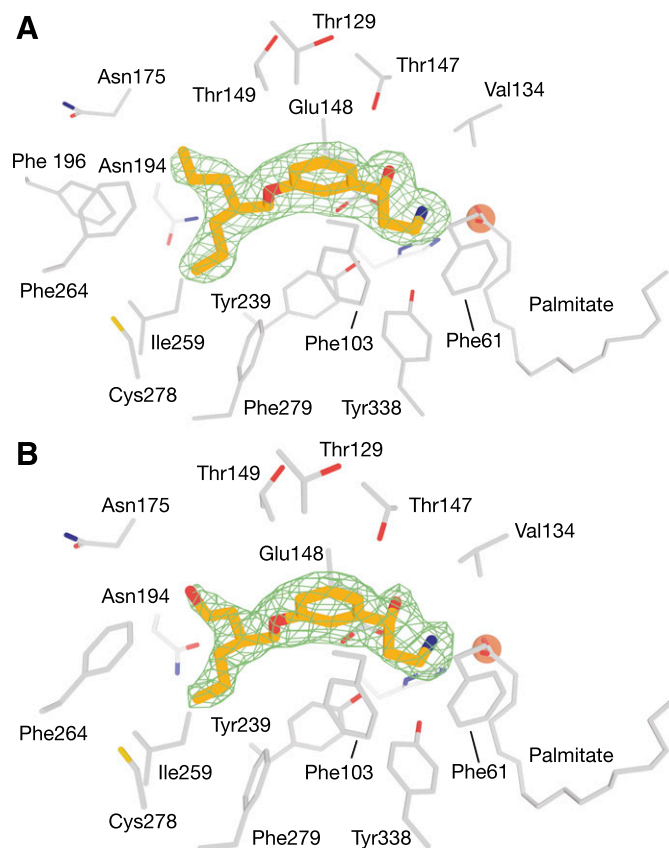 A
Thr129
Asn175
Thr149
Thr147
Glu148
Val134
Phe 196
Asn194
Phe264
Tyr239
Palmitate
Ile259
Phe103
Phe61
Cys278
Phe279
Tyr338
B
Thr129
Thr149
Asn175
Thr147
Val134
Glu148
Asn194
Phe264
Tyr239
Palmitate
Ile259
Phe103
Phe61
Cys278
Phe279
Tyr338